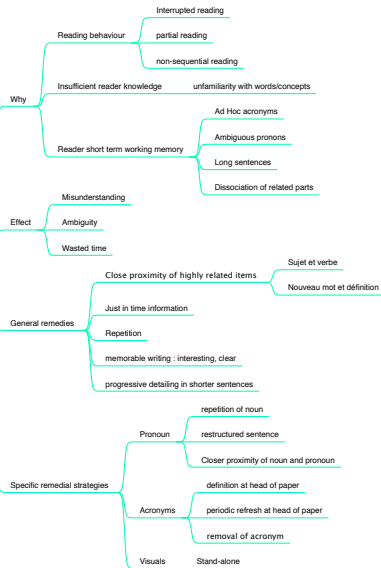 Why
Reading behaviour
Interrupted reading
partial reading
non-sequential reading
Insufficient reader knowledge
unfamiliarity with words/concepts
Reader short term working memory
Ad Hoc acronyms
Ambiguous pronons
Long sentences
Dissociation of related parts
Effect
Misunderstanding
Ambiguity
Wasted time
General remedies
Close proximity of highly related items
Sujet et verbe
Nouveau mot et définition
Just in time information
Repetition
memorable writing : interesting, clear
progressive detailing in shorter sentences
Specific remedial strategies
Pronoun
repetition of noun
restructured sentence
Closer proximity of noun and pronoun
Acronyms
definition at head of paper
periodic refresh at head of paper
removal of acronym
Visuals
Stand-alone